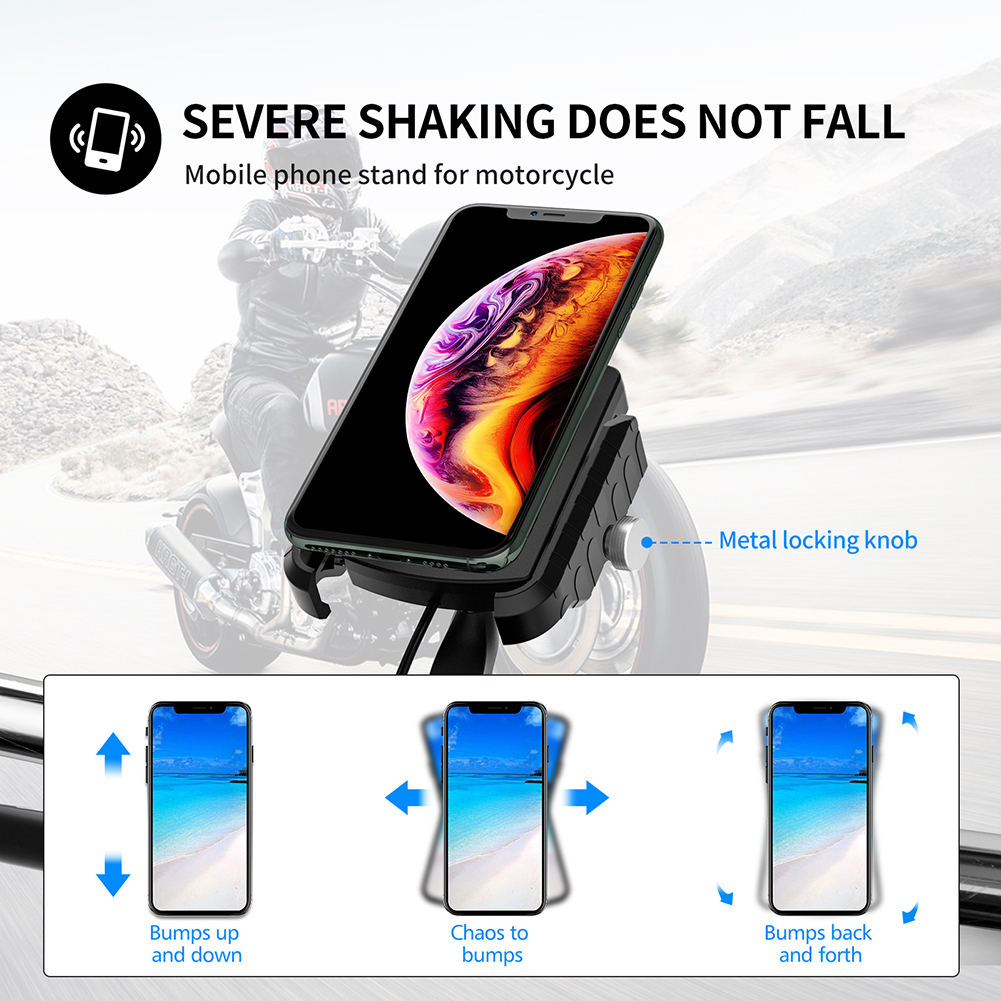 SEVERE SHAKING DOES NOT FALL
Mobile phone stand for motorcycle
Metal locking knob
Bumps up
and down
Chaos to
bumps
Bumps back
and forth